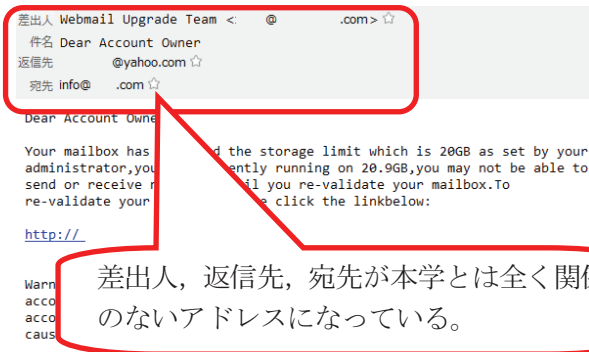 差出人 Webmail Upgrade Team < @ .com>
件名 Dear Account Owner
返信先 @yahoo.com
宛先 info@ .com
Dear Account Owne
Your mailbox has d the storage limit which is 20GB as set by your
administrator,you ently running on 20.9GB,you may not be able to
send or receive il you re-validate your mailbox.To
re-validate your click the linkbelow:
http://
差出人，返信先，宛先が本学とは全く関係
のないアドレスになっている。
Warn
acco
acco
caus